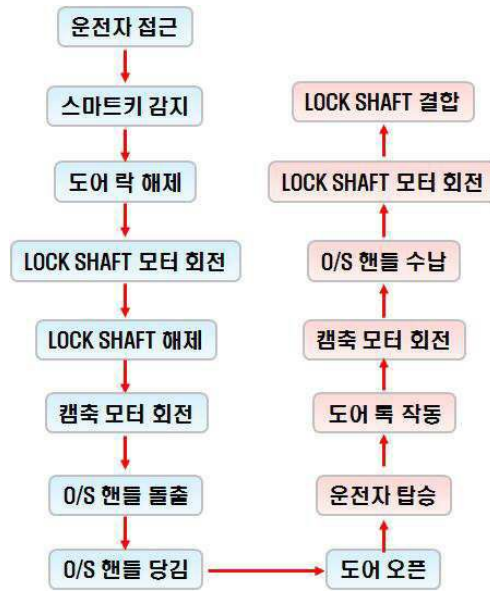 운전자 접근
스마트키 감지
도어 락 해제
LOCK SHAFT 모터 회전
LOCK SHAFT 해제
캠축 모터 회전
O/S 핸들 돌출
O/S 핸들 당김
도어 오픈
운전자 탑승
도어 톡 작동
캠축 모터 회전
O/S 핸들 수납
LOCK SHAFT 모터 회전
LOCK SHAFT 결합